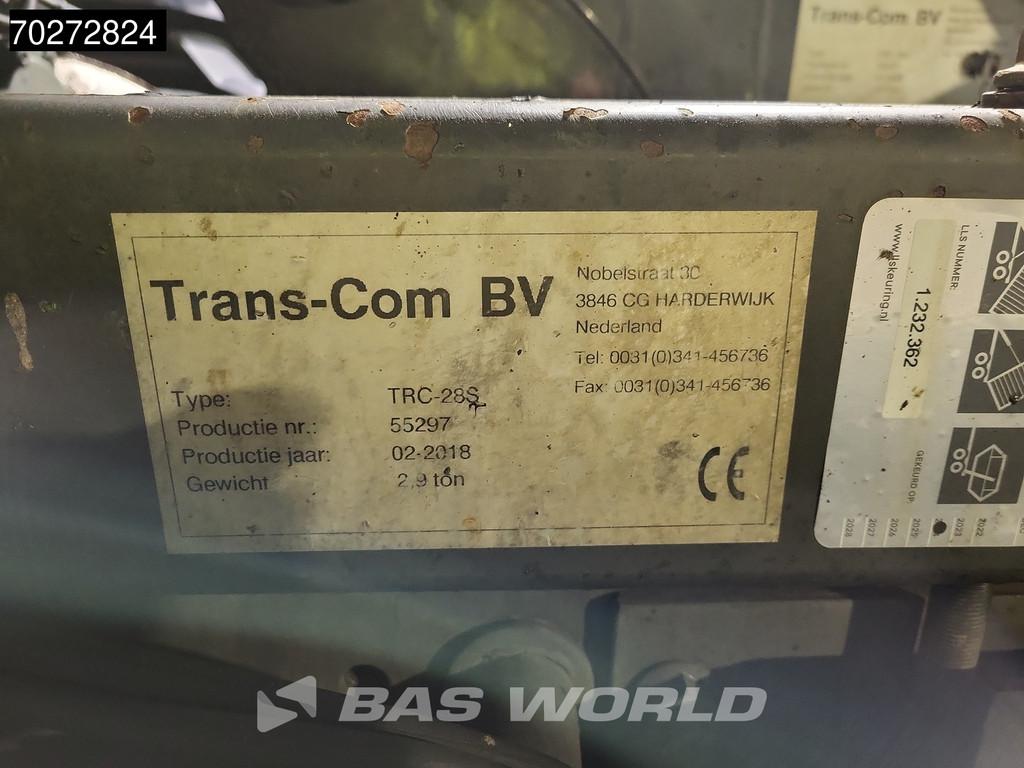 70272824
Trans-Com BV
Trans-Com BV
Nobelstraat 30
3846 CG HARDERWIJK
Nederland
Tel: 0031(0)341-456736
Fax: 0031(0)341-456736
Type: TRC-28S
Productie nr.: 55297
Productie jaar: 02-2018
Gewicht 2,9 ton
CE
www.llskeuring.nl
LLS NUMMER:
1.232.362
GEKEURD OP:
2022
2023
2025
2026
2027
2028
BAS WORLD